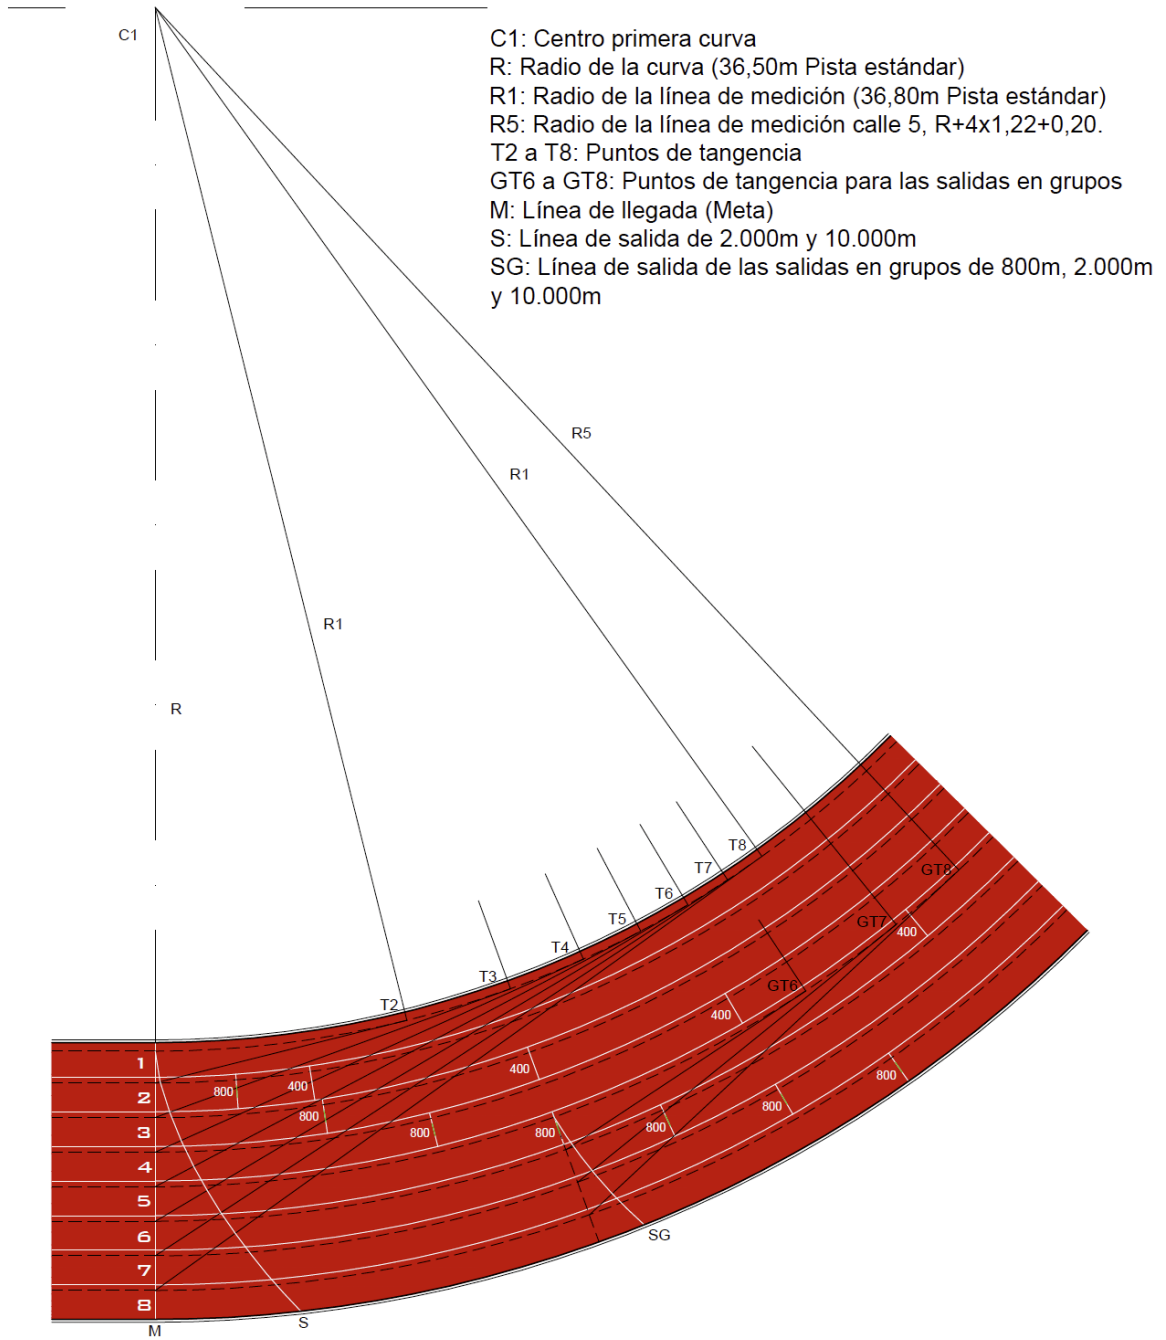 C1
C1: Centro primera curva
R: Radio de la curva (36,50m Pista estándar)
R1: Radio de la línea de medición (36,80m Pista estándar)
R5: Radio de la línea de medición calle 5, R+4x1,22+0,20.
T2 a T8: Puntos de tangencia
GT6 a GT8: Puntos de tangencia para las salidas en grupos
M: Línea de llegada (Meta)
S: Línea de salida de 2.000m y 10.000m
SG: Línea de salida de las salidas en grupos de 800m, 2.000m
y 10.000m
R5
R1
R1
R
T8
T7
GT8
T6
T5
GT7
400
T4
T3
GT6
T2
400
1
400
800
2
800
400
800
800
3
800
800
800
4
5
6
7
SG
8
S
M